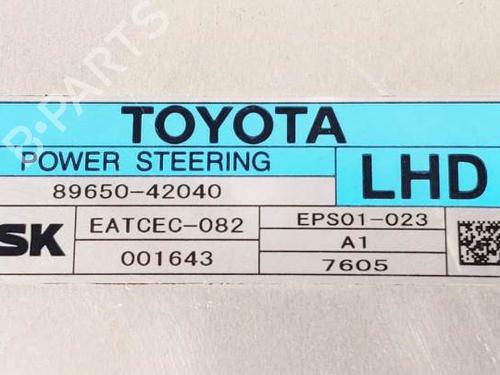 B-PARTS
TOYOTA
POWER STEERING
LHD
89650-42040
SK
EATCEC-082
EPS01-023
A1
001643
7605